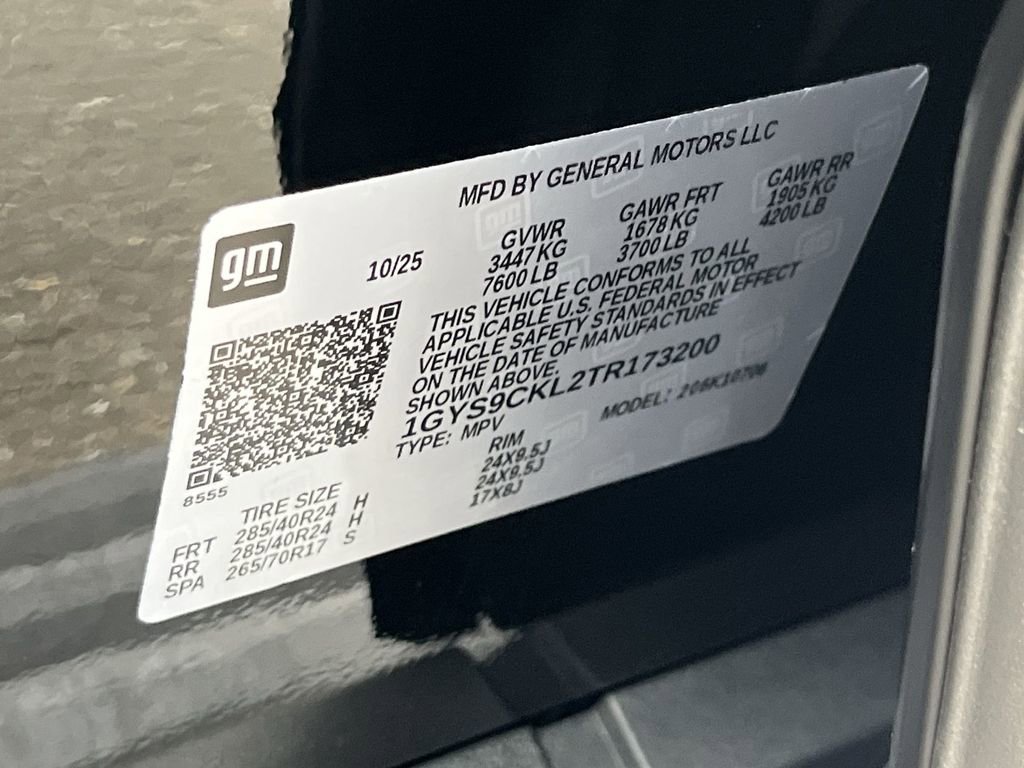 MFD BY GENERAL MOTORS LLC
gm
10/25
GVWR GAWR FRT GAWR RR
3447 KG 1678 KG 1905 KG
7600 LB 3700 LB 4200 LB
THIS VEHICLE CONFORMS TO ALL
APPLICABLE U.S. FEDERAL MOTOR
VEHICLE SAFETY STANDARDS IN EFFECT
ON THE DATE OF MANUFACTURE
SHOWN ABOVE.
1GYS9CKL2TR173200
TYPE: MPV MODEL:
8555
TIRE SIZE RIM
FRT 285/40R24 H 24X9.5J
RR 285/40R24 H 24X9.5J
SPA 265/70R17 S 17X8J